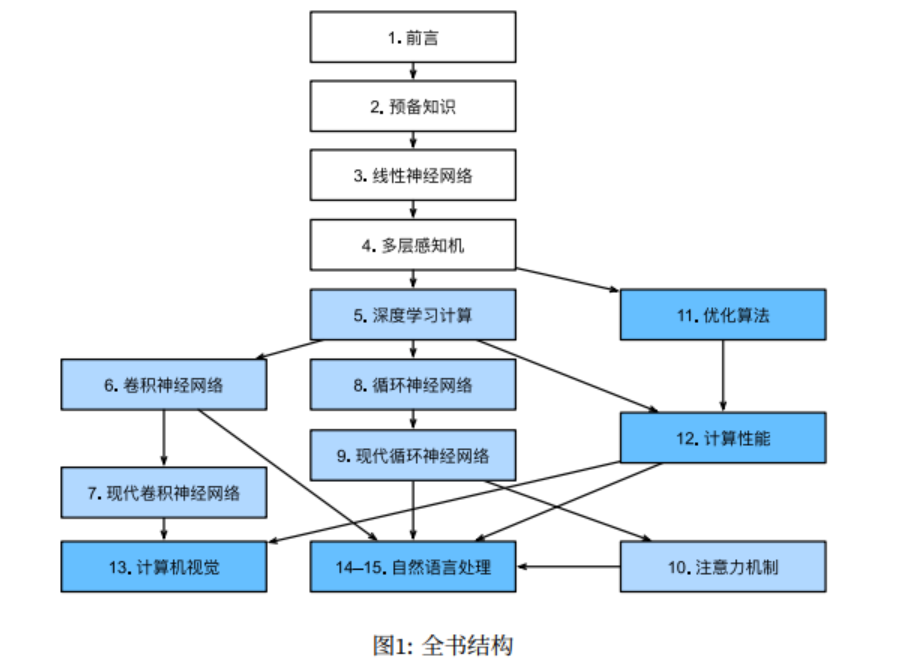 1. 前言
2. 预备知识
3. 线性神经网络
4. 多层感知机
5. 深度学习计算
11. 优化算法
6. 卷积神经网络
8. 循环神经网络
12. 计算性能
9. 现代循环神经网络
7. 现代卷积神经网络
13. 计算机视觉
14–15. 自然语言处理
10. 注意力机制
图1: 全书结构